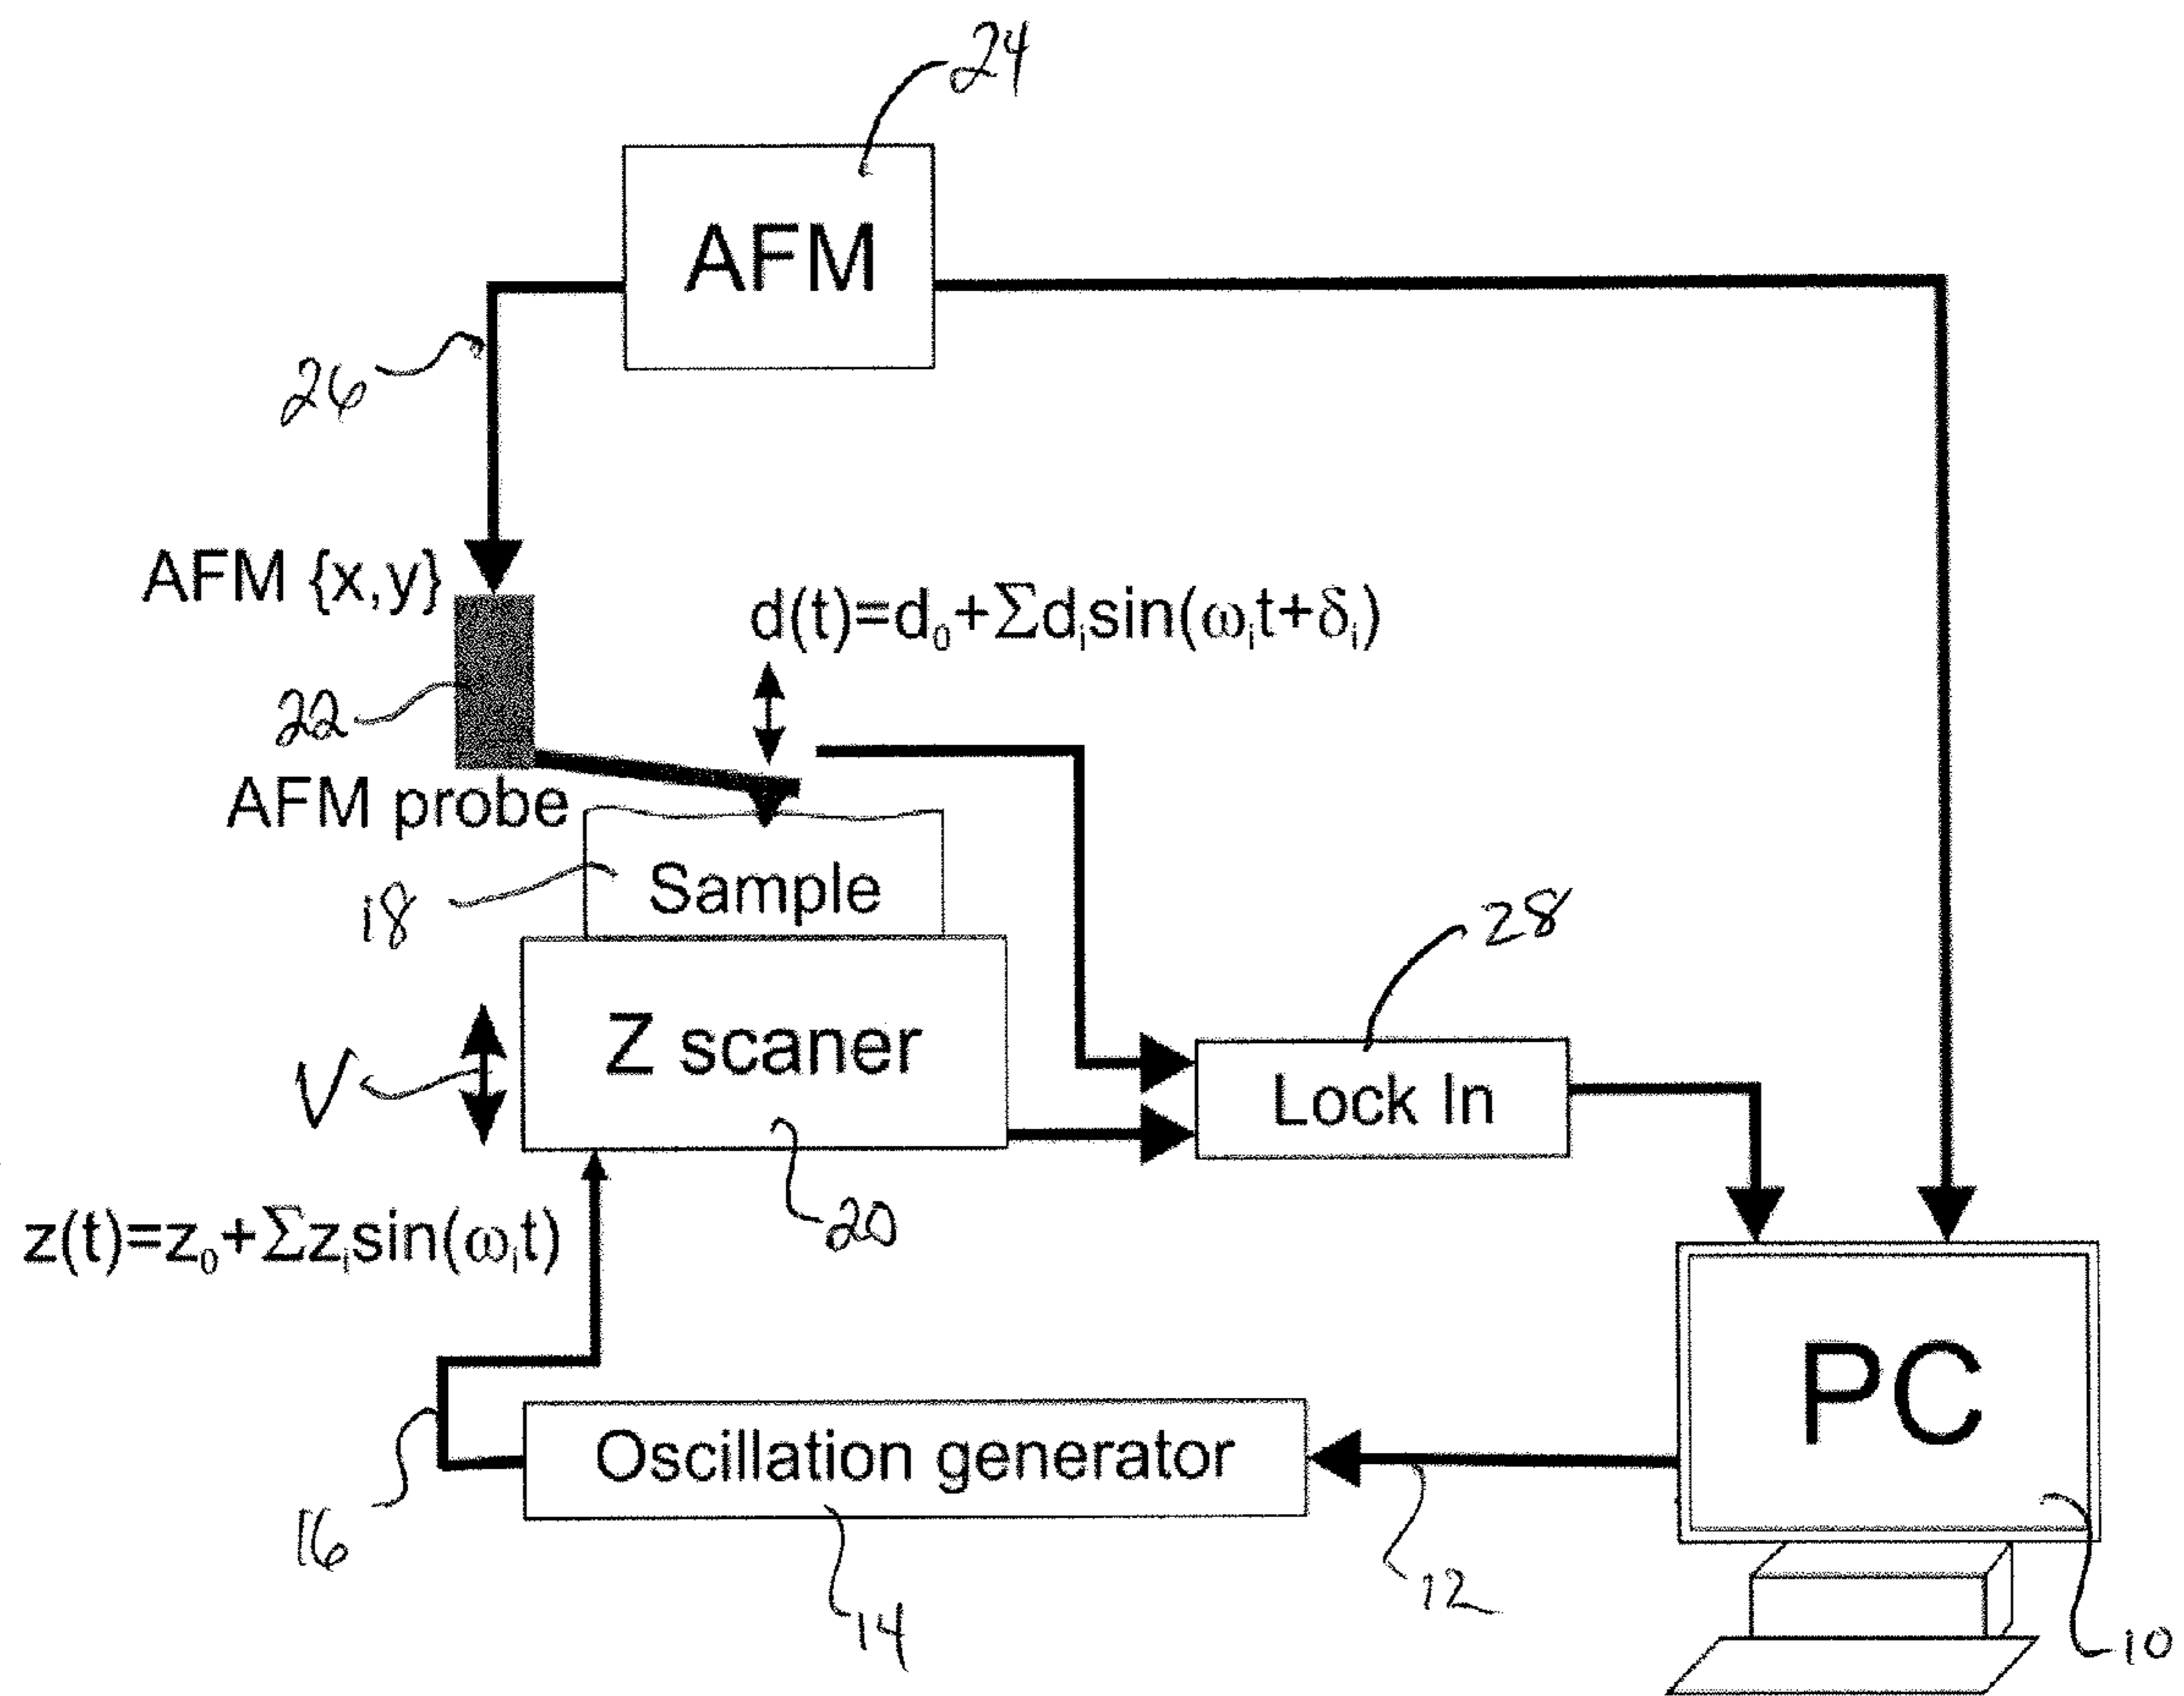 24
AFM
26
AFM {x,y}
d(t)=d₀+Σdᵢsin(ωᵢt+δᵢ)
22
AFM probe
18
Sample
28
Z scaner
V
Lock In
20
z(t)=z₀+Σzᵢsin(ωᵢt)
PC
Oscillation generator
16
12
14
10